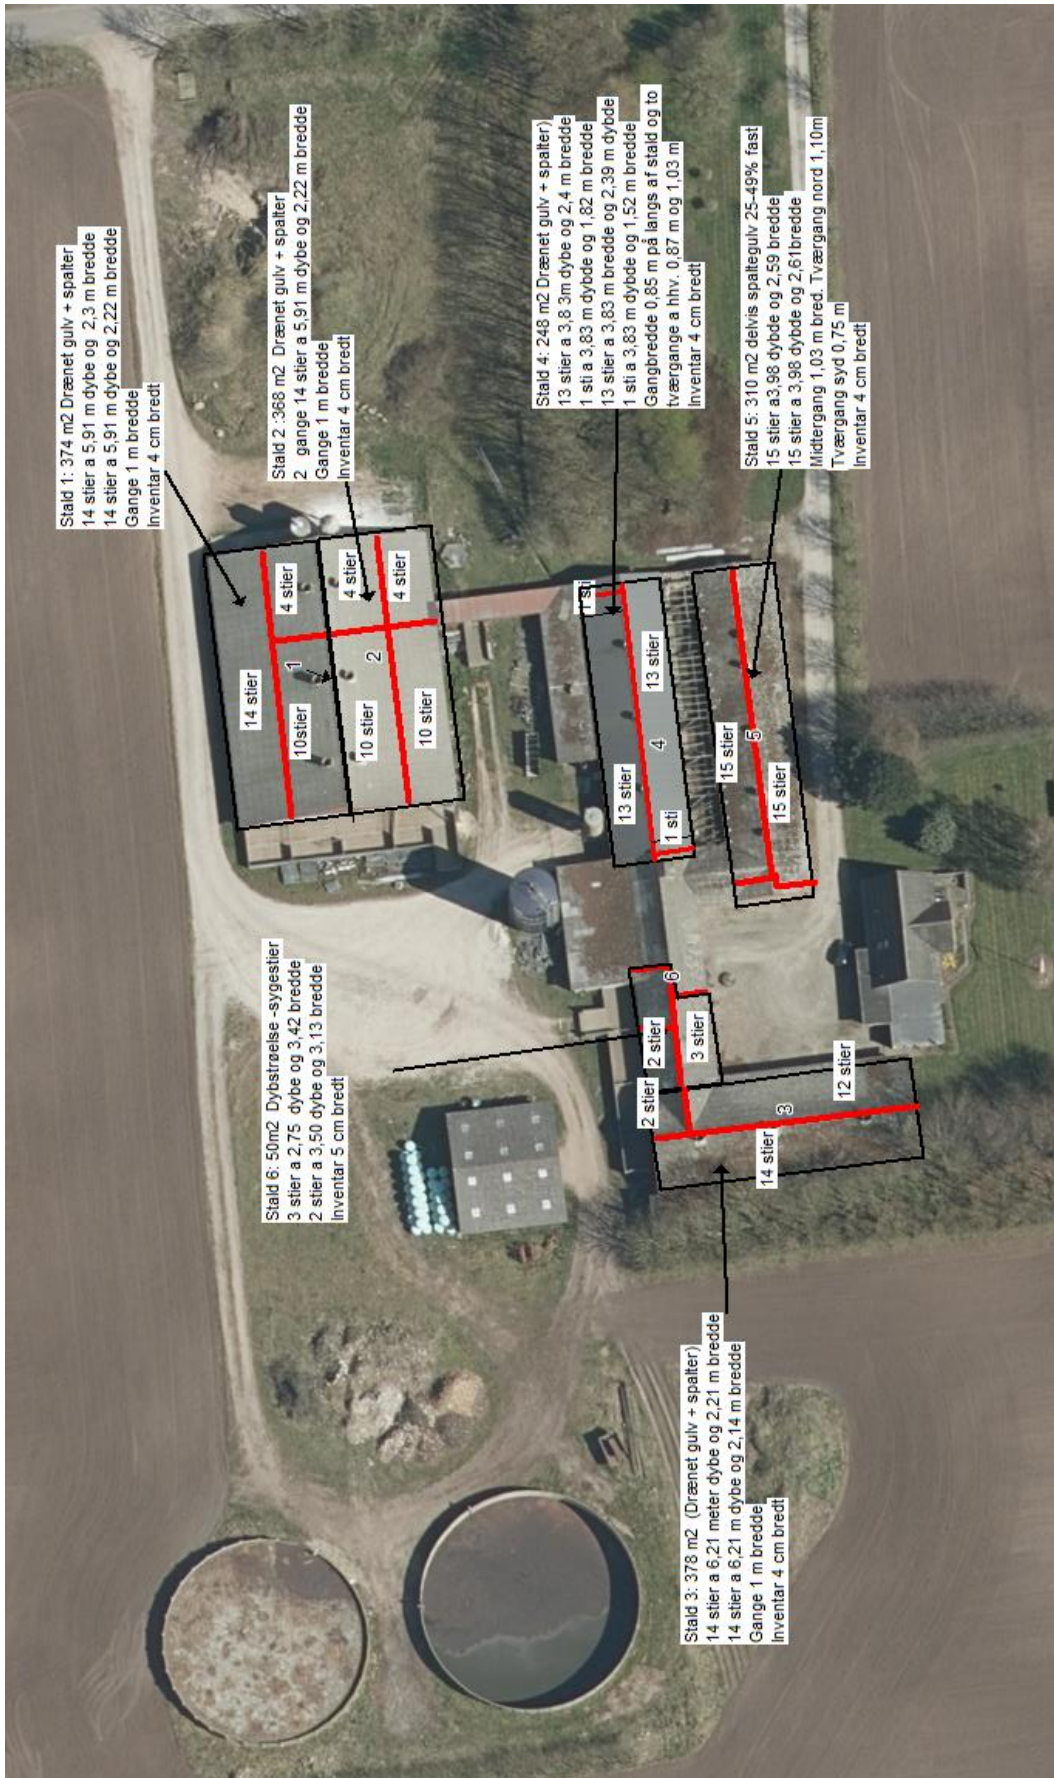 Stald 1: 374 m2 Drænet gulv + spalter
14 stier a 5,91 m dybe og  2,3 m bredde
14 stier a 5,91 m dybe og 2,22 m bredde
Gange 1 m bredde
Inventar 4 cm bredt
Stald 2 :368 m2  Drænet gulv + spalter
2  gange 14 stier a 5,91 m dybe og 2,22 m bredde
Gange 1 m bredde
Inventar 4 cm bredt
Stald 4: 248 m2 Drænet gulv + spalter)
13 stier a 3,8 3m dybe og 2,4 m bredde
1 sti a 3,83 m dybde og 1,82 m bredde
13 stier a 3,83 m bredde og 2,39 m dybde
1 sti a 3,83 m dybde og 1,52 m bredde
Gangbredde 0,85 m på langs af stald og to
tværgange a hhv. 0,87 m og 1,03 m
Inventar 4 cm bredt
Stald 5: 310 m2 delvis spaltegulv 25-49% fast
15 stier a3,98 dybde og 2,59 bredde
15 stier a 3,98 dybde og 2,61bredde
Midtergang 1,03 m bred. Tværgang nord 1,10m
Tværgang syd 0,75 m
Inventar 4 cm bredt
14 stier
4 stier
1
10stier
4 stier
2
4 stier
10 stier
10 stier
1 sti
13 stier
13 stier
4
1 sti
15 stier
5
15 stier
Stald 6: 50m2  Dybstrøelse -sygestier
3 stier a 2,75  dybe og 3,42 bredde
2 stier a 3,50 dybe og 3,13 bredde
Inventar 5 cm bredt
2 stier
2 stier
6
3 stier
12 stier
3
14 stier
Stald 3: 378 m2  (Drænet gulv + spalter)
14 stier a 6,21 meter dybe og 2,21 m bredde
14 stier a 6,21 m dybe og 2,14 m bredde
Gange 1 m bredde
Inventar 4 cm bredt